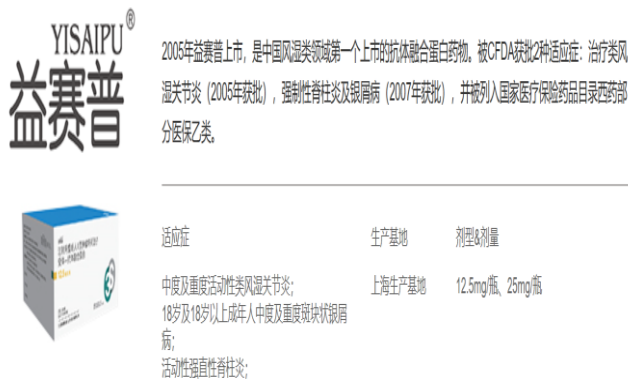 YISAIPU®
益赛普
2005年益赛普上市，是中国风湿类领域第一个上市的抗体融合蛋白药物。被CFDA获批2种适应症：治疗类风
湿关节炎（2005年获批），强制性脊柱炎及银屑病（2007年获批），并被列入国家医疗保险药品目录西药部
分医保乙类。
适应症 生产基地 剂型&剂量
中度及重度活动性类风湿关节炎； 上海生产基地 12.5mg/瓶、25mg/瓶
18岁及18岁以上成年人中度及重度斑块状银屑
病；
活动性强直性脊柱炎；